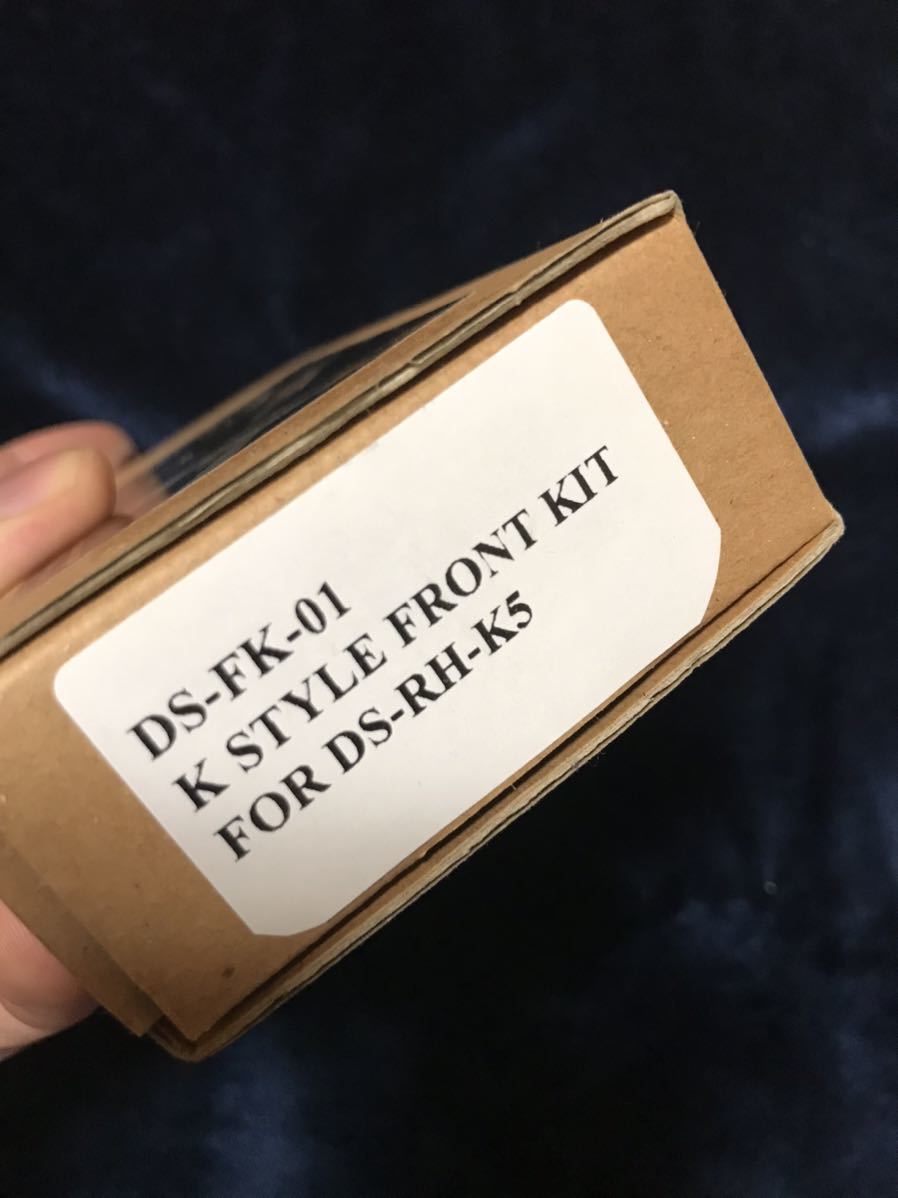 DS-FK-01
K STYLE FRONT KIT
FOR DS-RH-K5